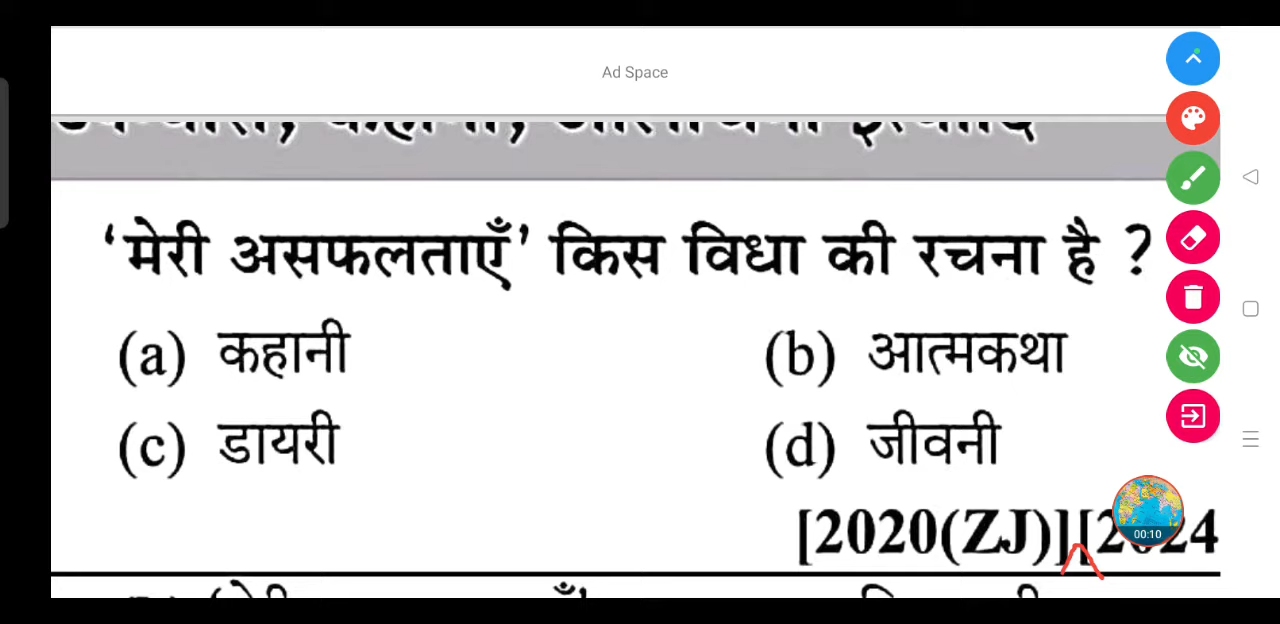 Ad Space
'मेरी असफलताएँ' किस विधा की रचना है ?
(a) कहानी (b) आत्मकथा
(c) डायरी (d) जीवनी
[2020(ZJ)]
00:10